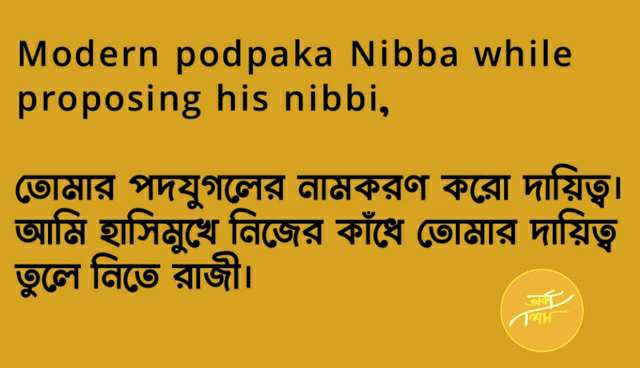 Modern podpaka Nibba while
proposing his nibbi,
তোমার পদযুগলের নামকরণ করো দায়িত্ব।
আমি হাসিমুখে নিজের কাঁধে তোমার দায়িত্ব
তুলে নিতে রাজী।